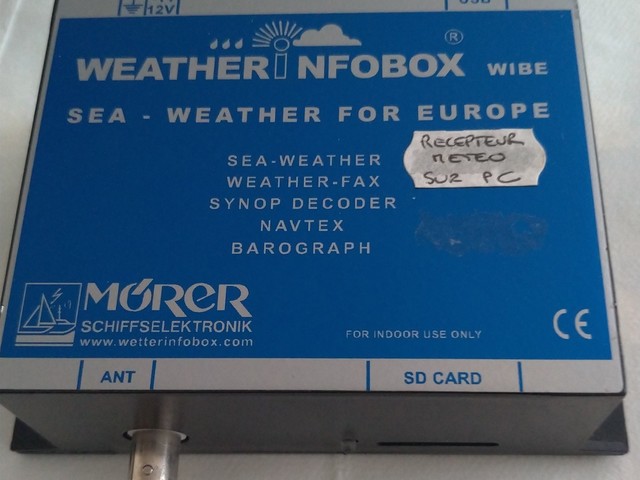 12V
USB
WEATHER INFOBOX ® WIBE
SEA - WEATHER FOR EUROPE
SEA-WEATHER
WEATHER-FAX
SYNOP DECODER
NAVTEX
BAROGRAPH
RECEPTEUR
METEO
SUR PC
MÖRER
SCHIFFSELEKTRONIK
www.wetterinfobox.com
FOR INDOOR USE ONLY
CE
ANT
SD CARD